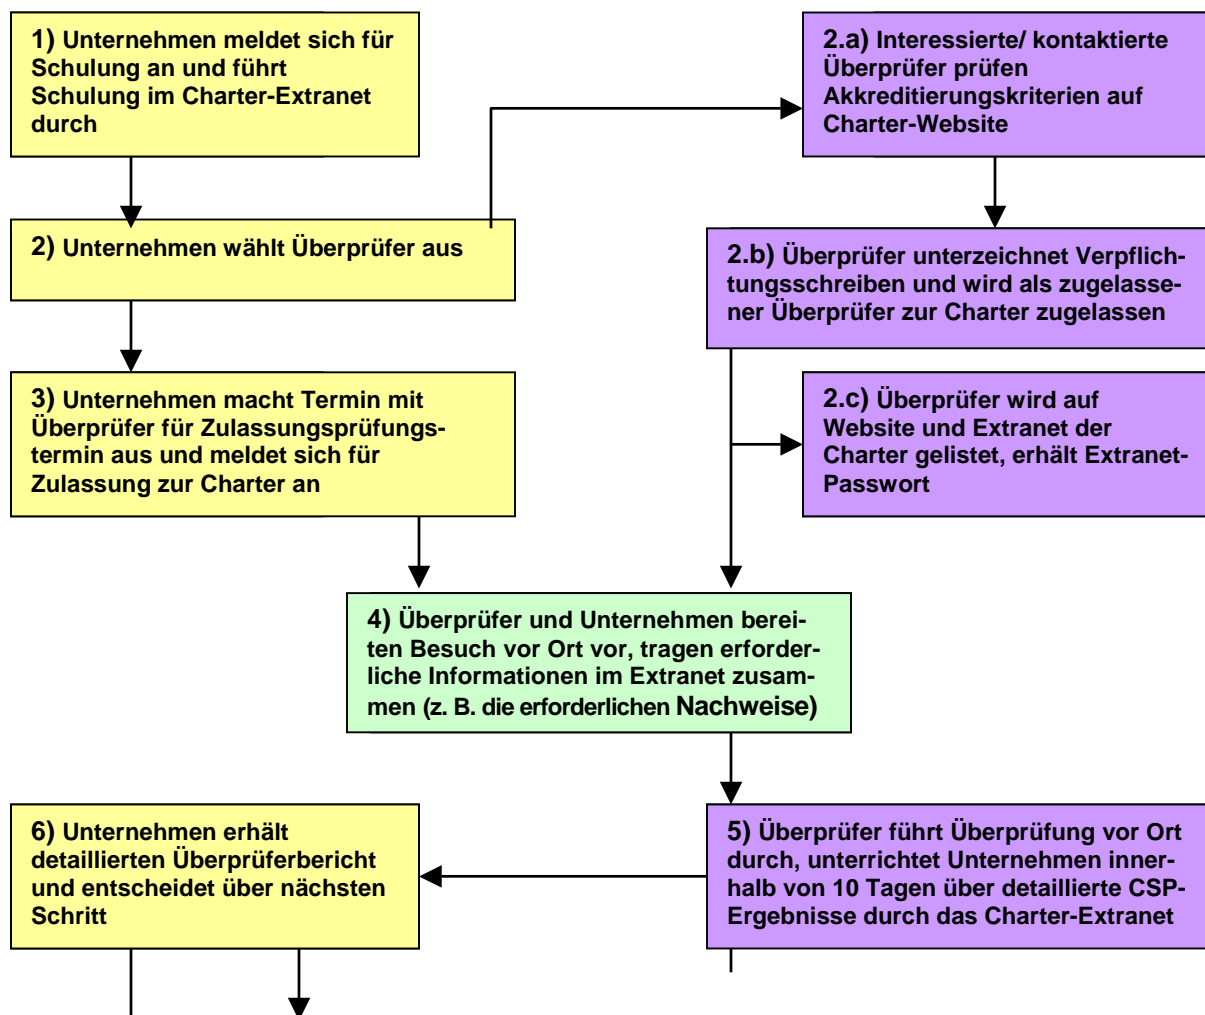 1) Unternehmen meldet sich für
Schulung an und führt
Schulung im Charter-Extranet
durch
2.a) Interessierte/ kontaktierte
Überprüfer prüfen
Akkreditierungskriterien auf
Charter-Website
2) Unternehmen wählt Überprüfer aus
2.b) Überprüfer unterzeichnet Verpflich-
tungsschreiben und wird als zugelasse-
ner Überprüfer zur Charter zugelassen
3) Unternehmen macht Termin mit
Überprüfer für Zulassungsprüfungs-
termin aus und meldet sich für
Zulassung zur Charter an
2.c) Überprüfer wird auf
Website und Extranet der
Charter gelistet, erhält Extranet-
Passwort
4) Überprüfer und Unternehmen berei-
ten Besuch vor Ort vor, tragen erforder-
liche Informationen im Extranet zusam-
men (z. B. die erforderlichen Nachweise)
6) Unternehmen erhält
detaillierten Überprüferbericht
und entscheidet über nächsten
Schritt
5) Überprüfer führt Überprüfung vor Ort
durch, unterrichtet Unternehmen inner-
halb von 10 Tagen über detaillierte CSP-
Ergebnisse durch das Charter-Extranet